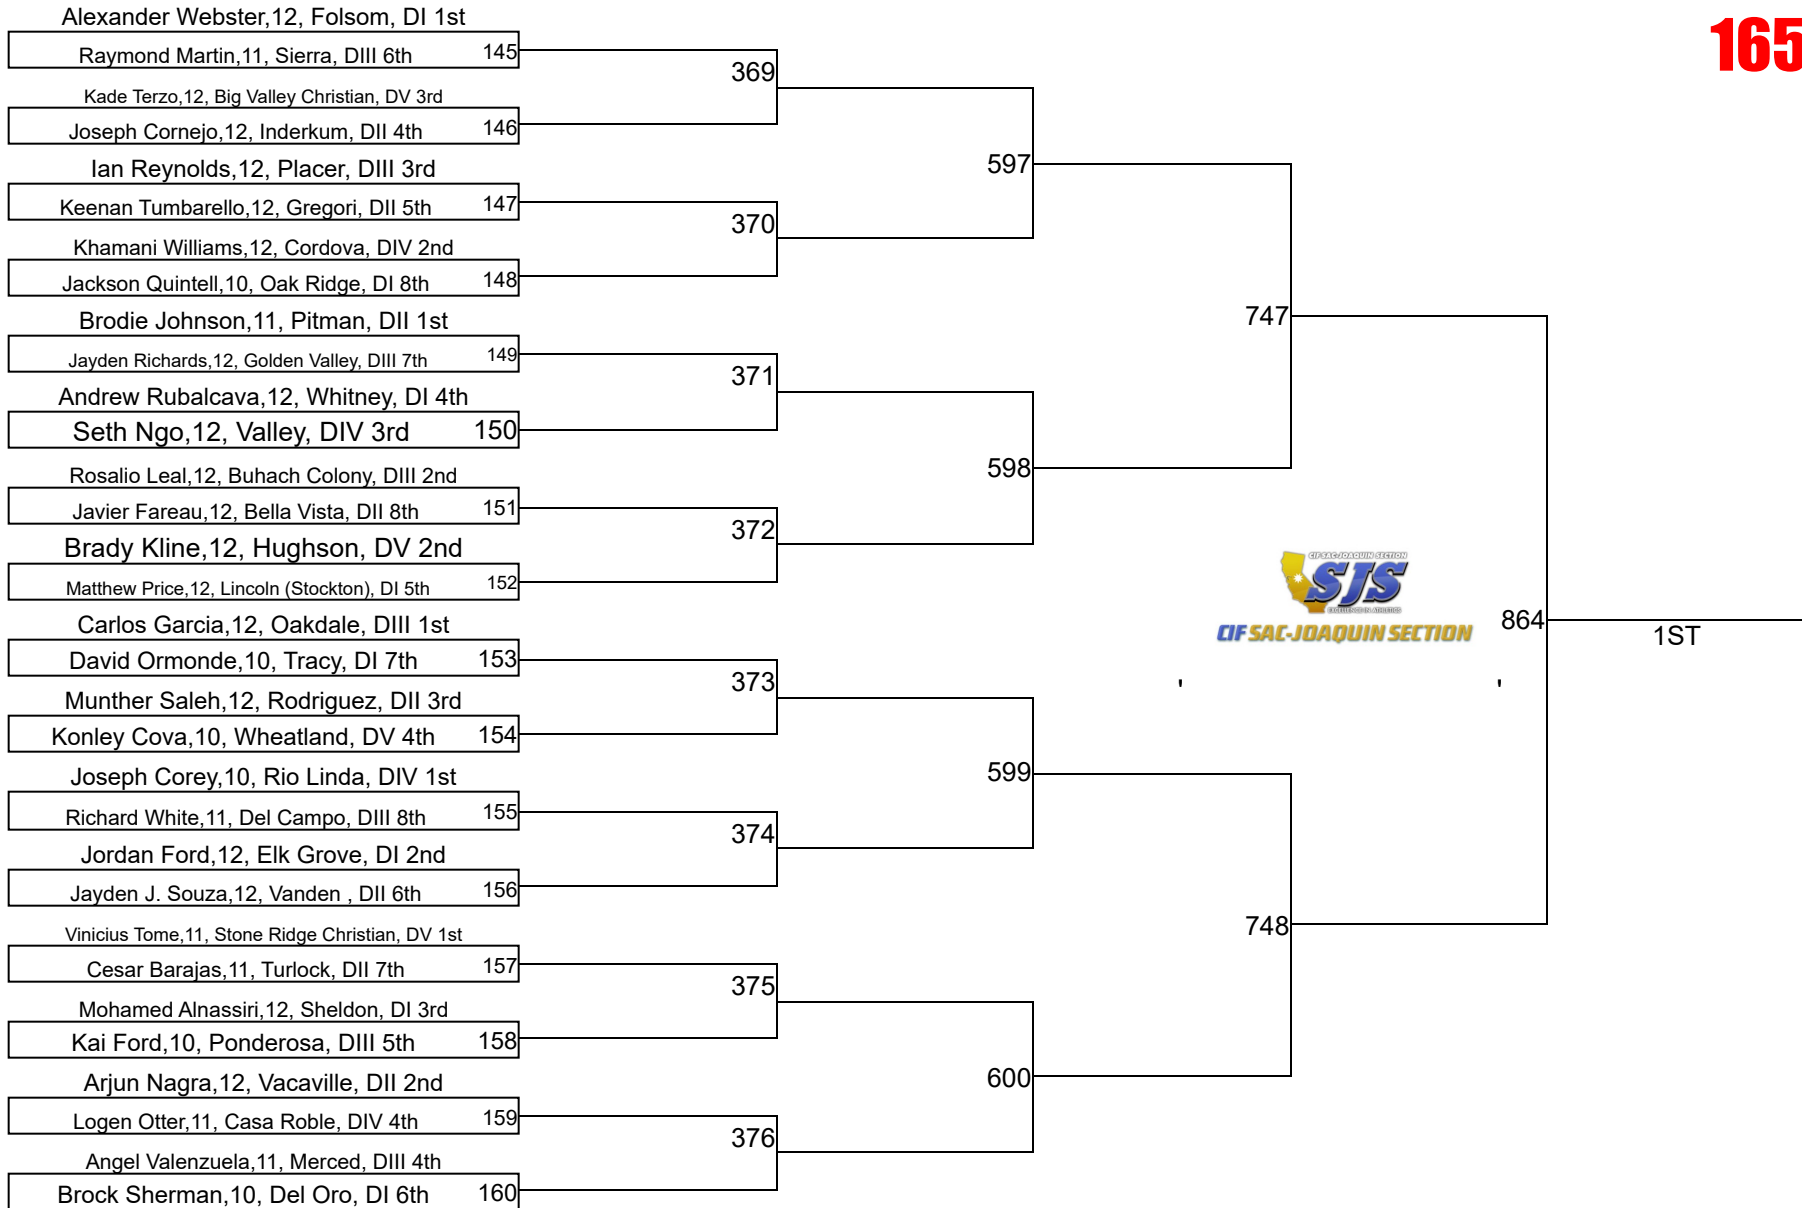 165
Alexander Webster,12, Folsom, DI 1st
Raymond Martin,11, Sierra, DIII 6th 145
Kade Terzo,12, Big Valley Christian, DV 3rd
Joseph Cornejo,12, Inderkum, DII 4th 146
Ian Reynolds,12, Placer, DIII 3rd
Keenan Tumbarello,12, Gregori, DII 5th 147
Khamani Williams,12, Cordova, DIV 2nd
Jackson Quintell,10, Oak Ridge, DI 8th 148
Brodie Johnson,11, Pitman, DII 1st
Jayden Richards,12, Golden Valley, DIII 7th 149
Andrew Rubalcava,12, Whitney, DI 4th
Seth Ngo,12, Valley, DIV 3rd 150
Rosalio Leal,12, Buhach Colony, DIII 2nd
Javier Fareau,12, Bella Vista, DII 8th 151
Brady Kline,12, Hughson, DV 2nd
Matthew Price,12, Lincoln (Stockton), DI 5th 152
Carlos Garcia,12, Oakdale, DIII 1st
David Ormonde,10, Tracy, DI 7th 153
Munther Saleh,12, Rodriguez, DII 3rd
Konley Cova,10, Wheatland, DV 4th 154
Joseph Corey,10, Rio Linda, DIV 1st
Richard White,11, Del Campo, DIII 8th 155
Jordan Ford,12, Elk Grove, DI 2nd
Jayden J. Souza,12, Vanden , DII 6th 156
Vinicius Tome,11, Stone Ridge Christian, DV 1st
Cesar Barajas,11, Turlock, DII 7th 157
Mohamed Alnassiri,12, Sheldon, DI 3rd
Kai Ford,10, Ponderosa, DIII 5th 158
Arjun Nagra,12, Vacaville, DII 2nd
Logen Otter,11, Casa Roble, DIV 4th 159
Angel Valenzuela,11, Merced, DIII 4th
Brock Sherman,10, Del Oro, DI 6th 160
369
370
371
372
373
374
375
376
597
598
599
600
747
748
CIF SAC-JOAQUIN SECTION
SJS
EXCELLENCE IN ATHLETICS
CIF SAC-JOAQUIN SECTION
' '
864
1ST